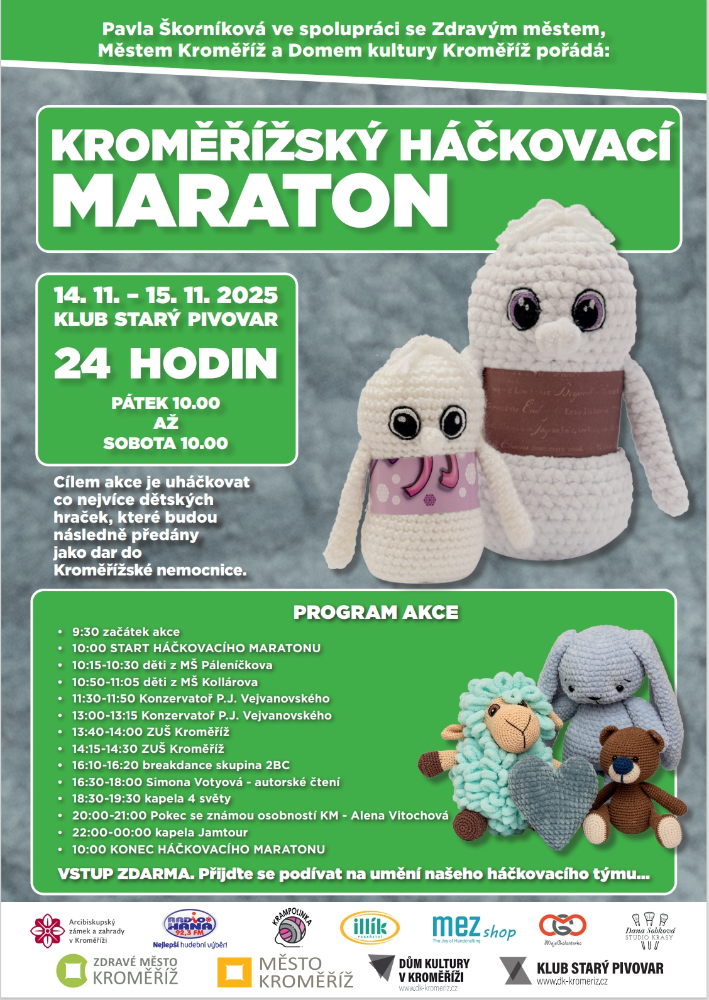 Pavla Škorníková ve spolupráci se Zdravým městem,
Městem Kroměříž a Domem kultury Kroměříž pořádá:
KROMĚŘÍŽSKÝ HÁČKOVACÍ
MARATON
14. 11. – 15. 11. 2025
KLUB STARÝ PIVOVAR
24 HODIN
PÁTEK 10.00
AŽ
SOBOTA 10.00
Cílem akce je uháčkovat
co nejvíce dětských
hraček, které budou
následně předány
jako dar do
Kroměřížské nemocnice.
PROGRAM AKCE
• 9:30 začátek akce
• 10:00 START HÁČKOVACÍHO MARATONU
• 10:15-10:30 děti z MŠ Páleníčkova
• 10:50-11:05 děti z MŠ Kollárova
• 11:30-11:50 Konzervatoř P.J. Vejvanovského
• 13:00-13:15 Konzervatoř P.J. Vejvanovského
• 13:40-14:00 ZUŠ Kroměříž
• 14:15-14:30 ZUŠ Kroměříž
• 16:10-16:20 breakdance skupina 2BC
• 16:30-18:00 Simona Votyová - autorské čtení
• 18:30-19:30 kapela 4 světy
• 20:00-21:00 Pokec se známou osobností KM - Alena Vitochová
• 22:00-00:00 kapela Jamtour
• 10:00 KONEC HÁČKOVACÍHO MARATONU
VSTUP ZDARMA. Přijďte se podívat na umění našeho háčkovacího týmu...
Arcibiskupský
zámek a zahrady
v Kroměříži
RADIO
HANÁ
92,3 FM
Nejlepší hudební výběr!
KRAMPOLINKA
illík
PEKAŘSTVÍ
mez shop
The Joy of Handcrafting
MojeGalanterka
Dana Sobková
STUDIO KRÁSY
ZDRAVÉ MĚSTO
KROMĚŘÍŽ
MĚSTO
KROMĚŘÍŽ
DŮM KULTURY
V KROMĚŘÍŽI
www.dk-kromeriz.cz
KLUB STARÝ PIVOVAR
www.dk-kromeriz.cz